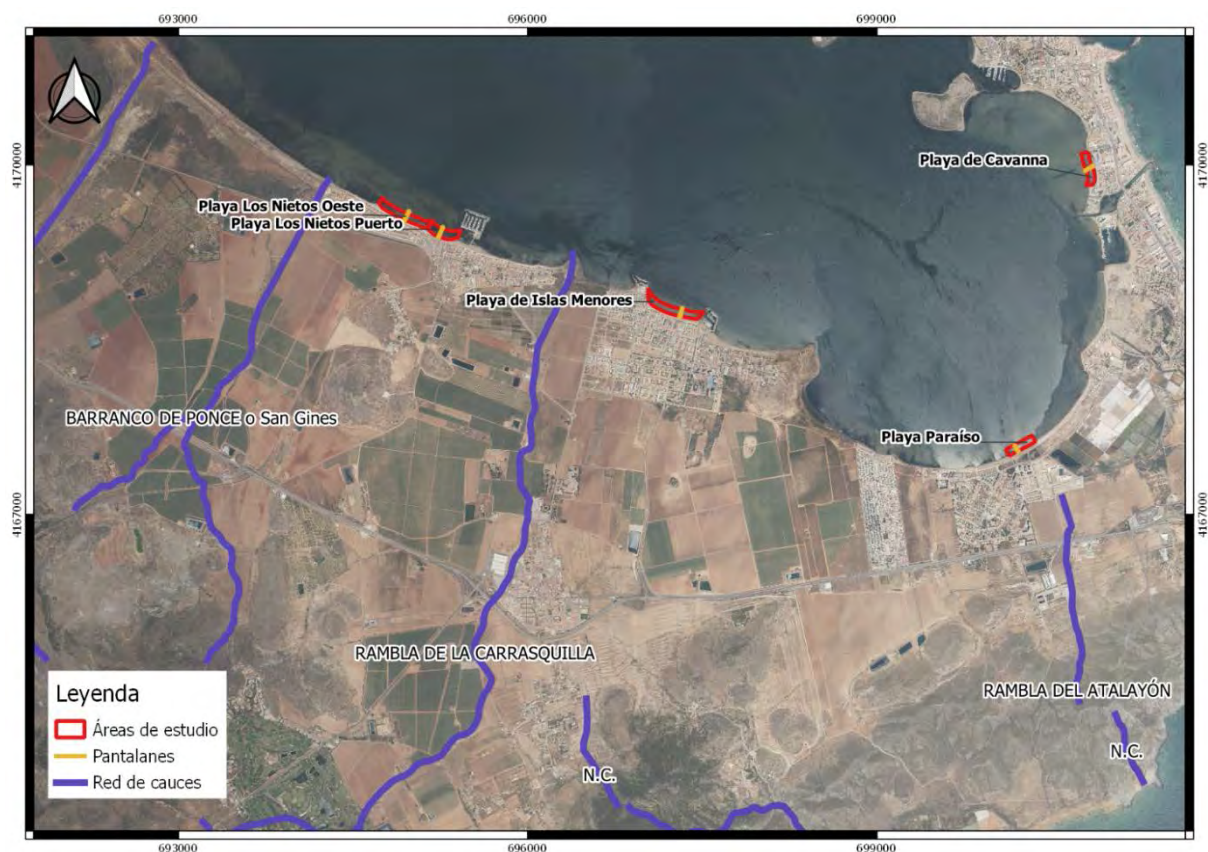 693000
696000
699000
4170000
4170000
Playa de Cavanna
Playa Los Nietos Oeste
Playa Los Nietos Puerto
Playa de Islas Menores
BARRANCO DE PONCE o San Gines
Playa Paraíso
4167000
4167000
RAMBLA DE LA CARRASQUILLA
RAMBLA DEL ATALAYÓN
N.C.
N.C.
Leyenda
Áreas de estudio
Pantalanes
Red de cauces
693000
696000
699000